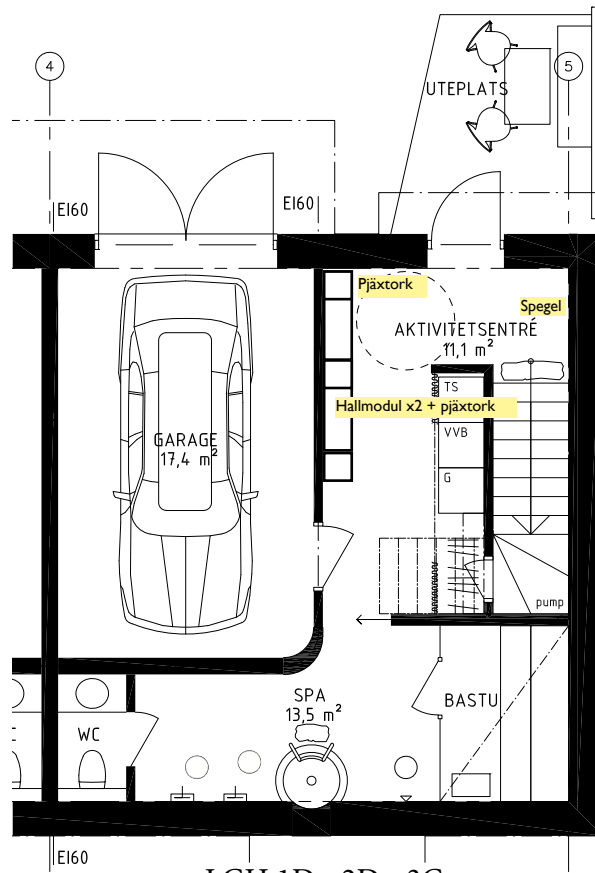 4
5
UTEPLATS
EI60
EI60
Pjäxtork
Spegel
AKTIVITETSENTRÉ
11,1 m²
TS
Hallmodul x2 + pjäxtork
VVB
GARAGE
17,4 m²
G
pump
SPA
13,5 m²
BASTU
WC
EI60